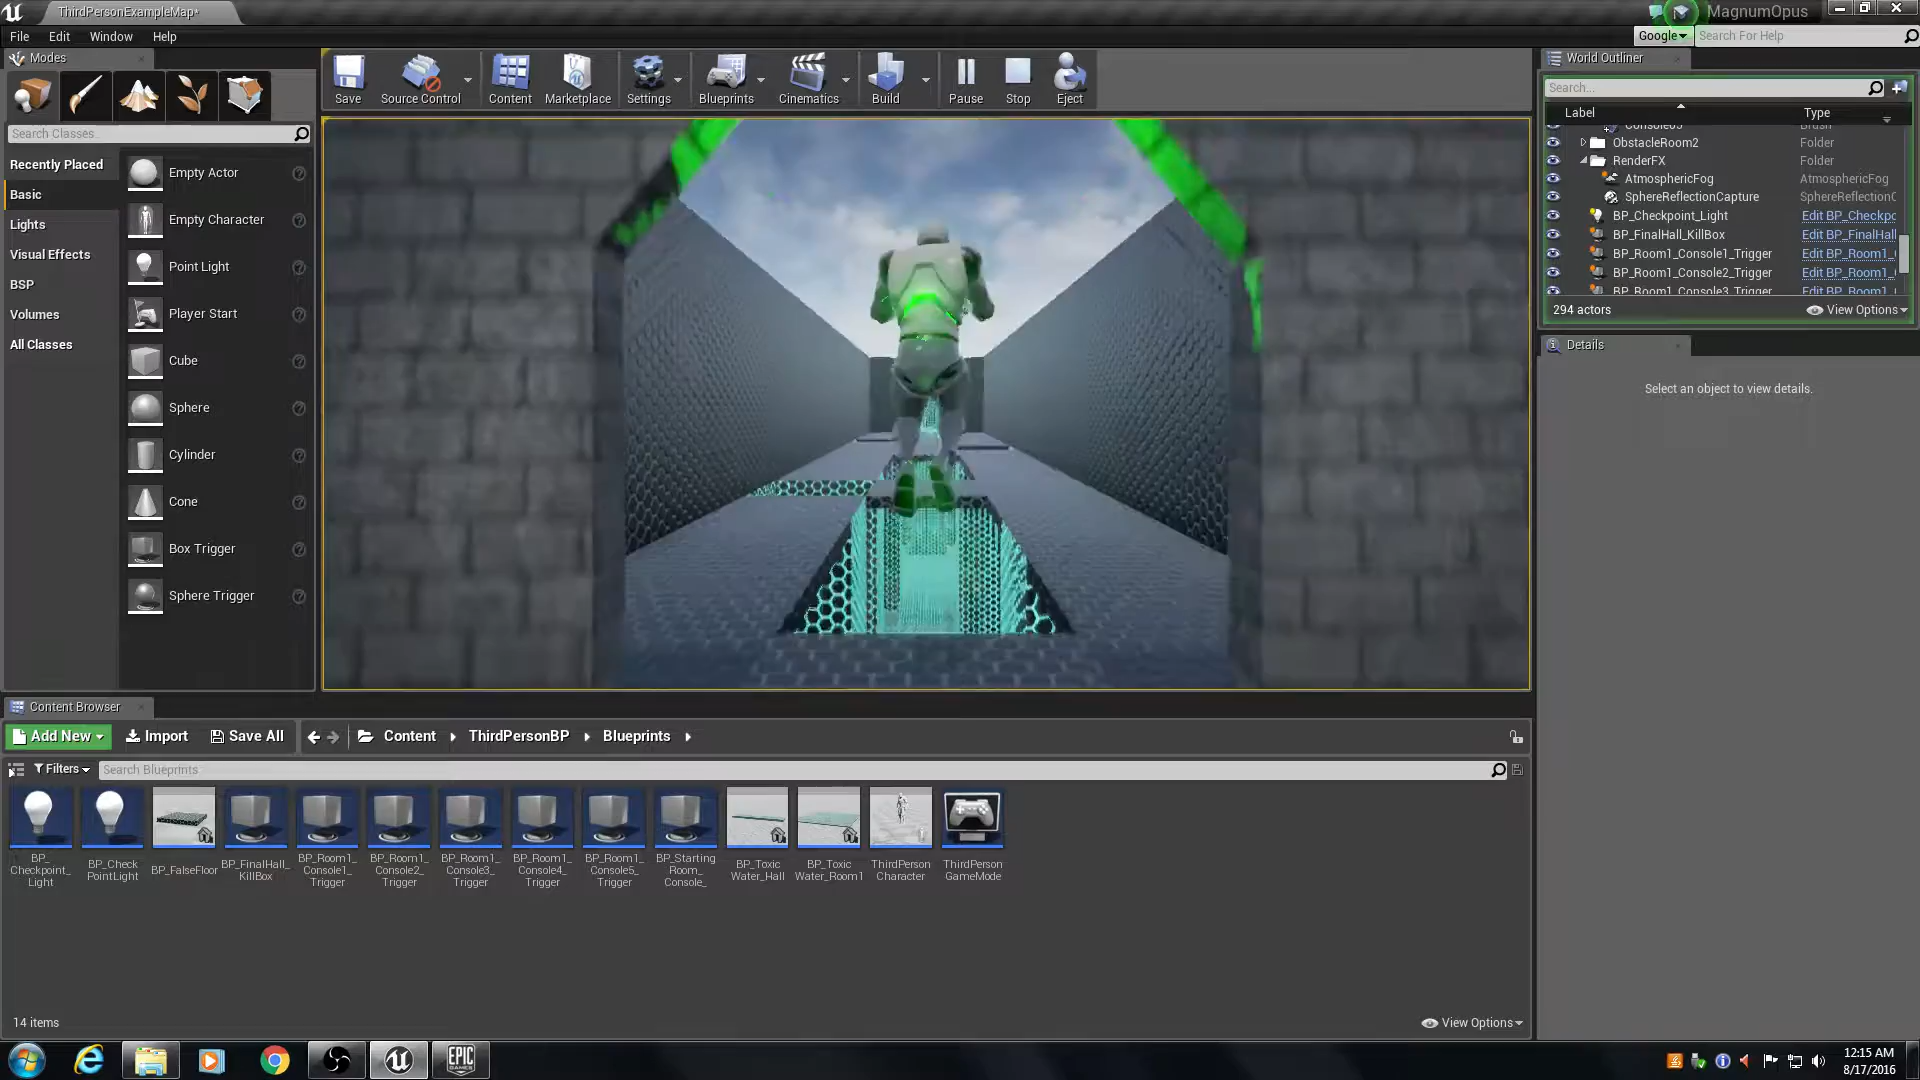 ThirdPersonExampleMap*
MagnumOpus
File Edit Window Help
Google
Search For Help
Modes
Save
Source Control
Content
Marketplace
Settings
Blueprints
Cinematics
Build
Pause
Stop
Eject
World Outliner
Search...
Label Type
ObstacleRoom2 Folder
RenderFX Folder
AtmosphericFog AtmosphericFog
SphereReflectionCapture SphereReflectionC
BP_Checkpoint_Light Edit BP_Checkpo
BP_FinalHall_KillBox Edit BP_FinalHall
BP_Room1_Console1_Trigger Edit BP_Room1_
BP_Room1_Console2_Trigger Edit BP_Room1_
BP_Room1_Console3_Trigger Edit BP_Room1_
294 actors
View Options
Details
Select an object to view details.
Search Classes
Recently Placed
Basic
Lights
Visual Effects
BSP
Volumes
All Classes
Empty Actor
Empty Character
Point Light
Player Start
Cube
Sphere
Cylinder
Cone
Box Trigger
Sphere Trigger
Content Browser
Add New
Import
Save All
Content
ThirdPersonBP
Blueprints
Filters
Search Blueprints
BP_
Checkpoint_
Light
BP_Check
PointLight
BP_FalseFloor
BP_FinalHall_
KillBox
BP_Room1_
Console1_
Trigger
BP_Room1_
Console2_
Trigger
BP_Room1_
Console3_
Trigger
BP_Room1_
Console4_
Trigger
BP_Room1_
Console5_
Trigger
BP_Starting
Room_
Console_
BP_Toxic
Water_Hall
BP_Toxic
Water_Room1
ThirdPerson
Character
ThirdPerson
GameMode
14 items
View Options
EPIC
GAMES
12:15 AM
8/17/2016